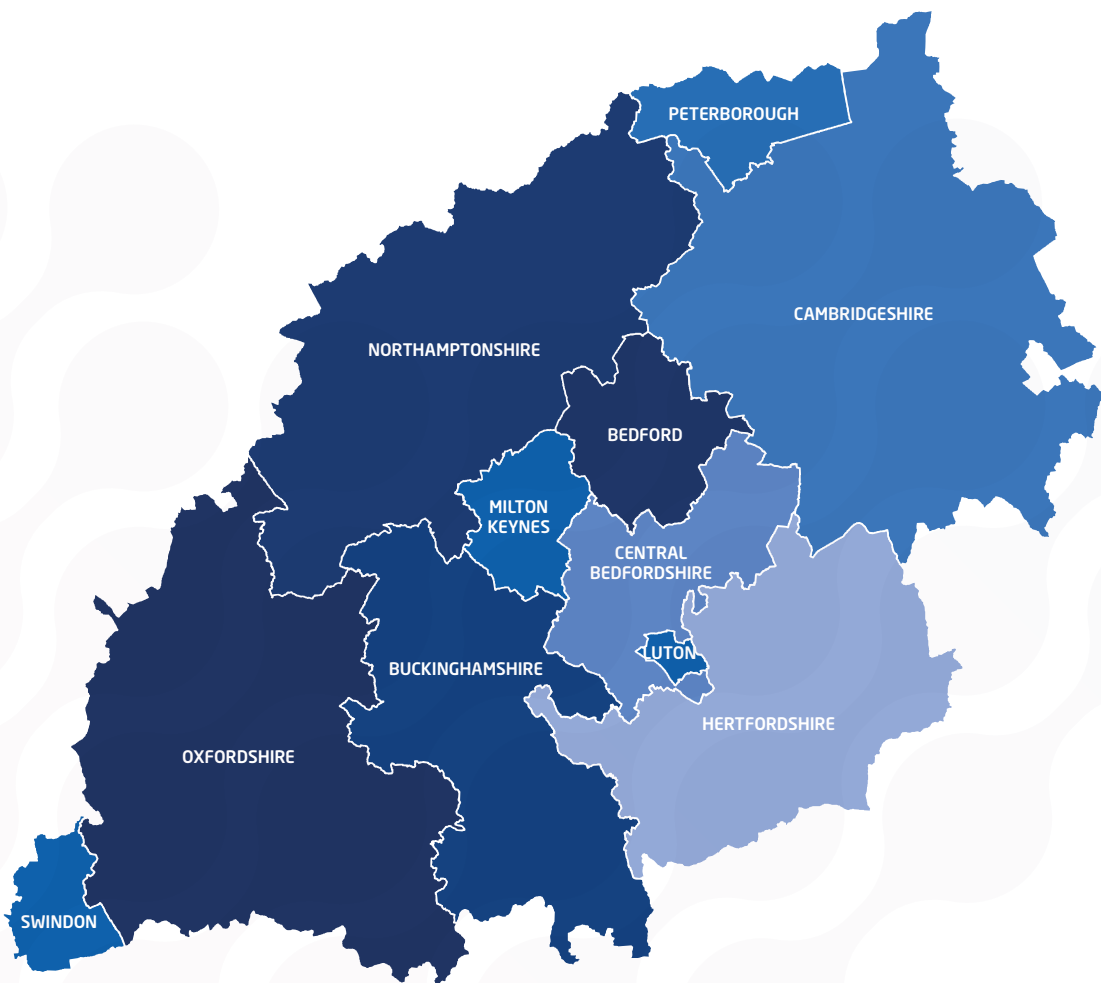 PETERBOROUGH
CAMBRIDGESHIRE
NORTHAMPTONSHIRE
BEDFORD
MILTON
KEYNES
CENTRAL
BEDFORDSHIRE
LUTON
BUCKINGHAMSHIRE
HERTFORDSHIRE
OXFORDSHIRE
SWINDON